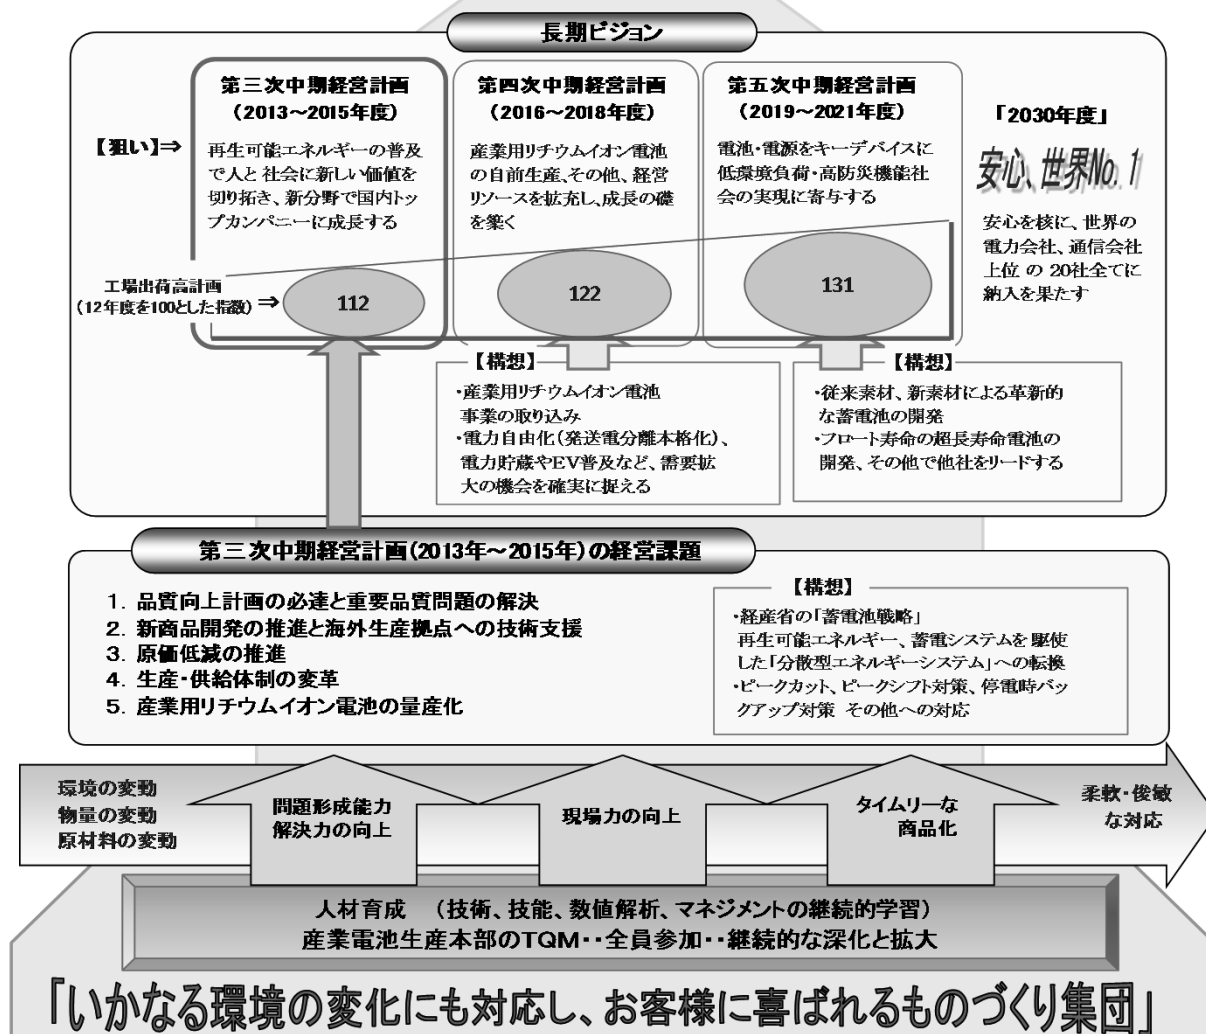 長期ビジョン
第三次中期経営計画
(2013~2015年度)
第四次中期経営計画
(2016~2018年度)
第五次中期経営計画
(2019~2021年度)
「2030年度」
【狙い】⇒
再生可能エネルギーの普及
で人と社会に新しい価値を
切り拓き、新分野で国内トッ
プカンパニーに成長する
産業用リチウムイオン電池
の自前生産、その他、経営
リソースを拡充し、成長の礎
を築く
電池・電源をキーデバイスに
低環境負荷・高防災機能社
会の実現に寄与する
安心、世界No.1
安心を核に、世界の
電力会社、通信会社
上位 の 20社全てに
納入を果たす
工場出荷高計画
(12年度を100とした指数)⇒
112
122
131
【構想】
・産業用リチウムイオン電池
事業の取り込み
・電力自由化(発送電分離本格化)、
電力貯蔵やEV普及など、需要拡
大の機会を確実に捉える
【構想】
・従来素材、新素材による革新的
な蓄電池の開発
・フロート寿命の超長寿命電池の
開発、その他で他社をリードする
第三次中期経営計画(2013年~2015年)の経営課題
1. 品質向上計画の必達と重要品質問題の解決
2. 新商品開発の推進と海外生産拠点への技術支援
3. 原価低減の推進
4. 生産・供給体制の変革
5. 産業用リチウムイオン電池の量産化
【構想】
・経産省の「蓄電池戦略」
再生可能エネルギー、蓄電システムを駆使
した「分散型エネルギーシステム」への転換
・ピークカット、ピークシフト対策、停電時バッ
クアップ対策 その他への対応
環境の変動
物量の変動
原材料の変動
問題形成能力
解決力の向上
現場力の向上
タイムリーな
商品化
柔軟・俊敏
な対応
人材育成 (技術、技能、数値解析、マネジメントの継続的学習)
産業電池生産本部のTQM・・全員参加・・継続的な深化と拡大
「いかなる環境の変化にも対応し、お客様に喜ばれるものづくり集団」